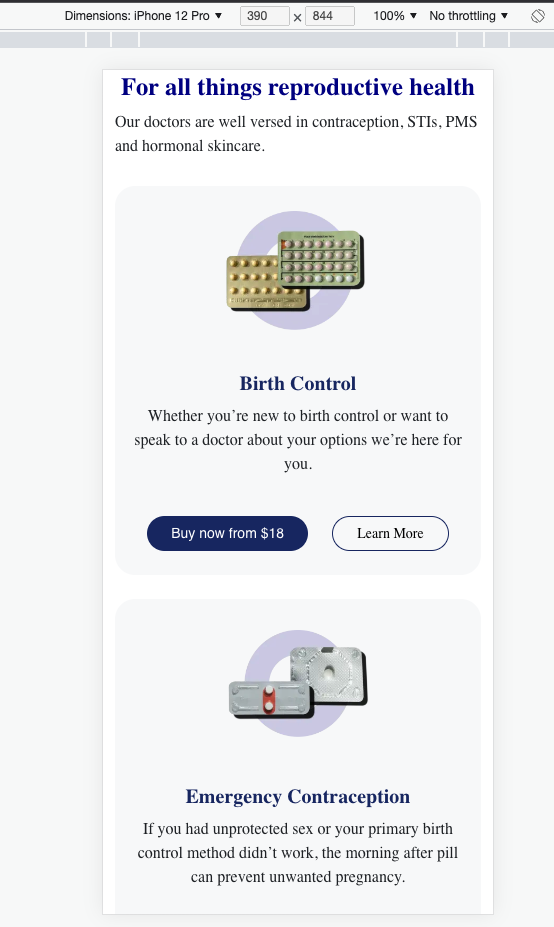 Dimensions: iPhone 12 Pro ▼ 390 × 844 100% ▼ No throttling ▼
For all things reproductive health
Our doctors are well versed in contraception, STIs, PMS
and hormonal skincare.
Birth Control
Whether you’re new to birth control or want to
speak to a doctor about your options we’re here for
you.
Buy now from $18 Learn More
Emergency Contraception
If you had unprotected sex or your primary birth
control method didn’t work, the morning after pill
can prevent unwanted pregnancy.